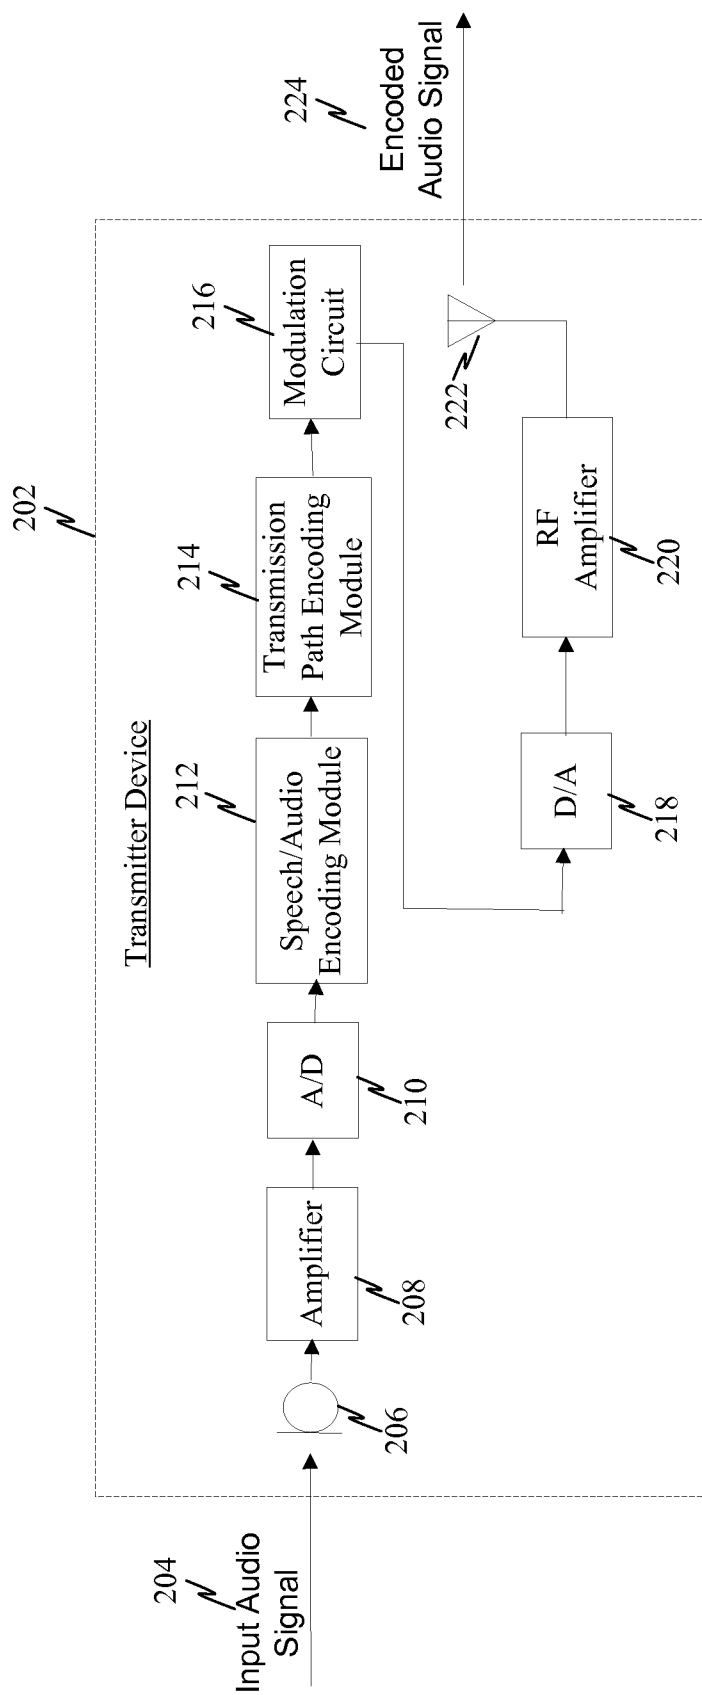 202
Transmitter Device
204
Input Audio
Signal
206
Amplifier
208
A/D
210
212
Speech/Audio
Encoding Module
214
Transmission
Path Encoding
Module
216
Modulation
Circuit
D/A
218
RF
Amplifier
220
222
224
Encoded
Audio Signal